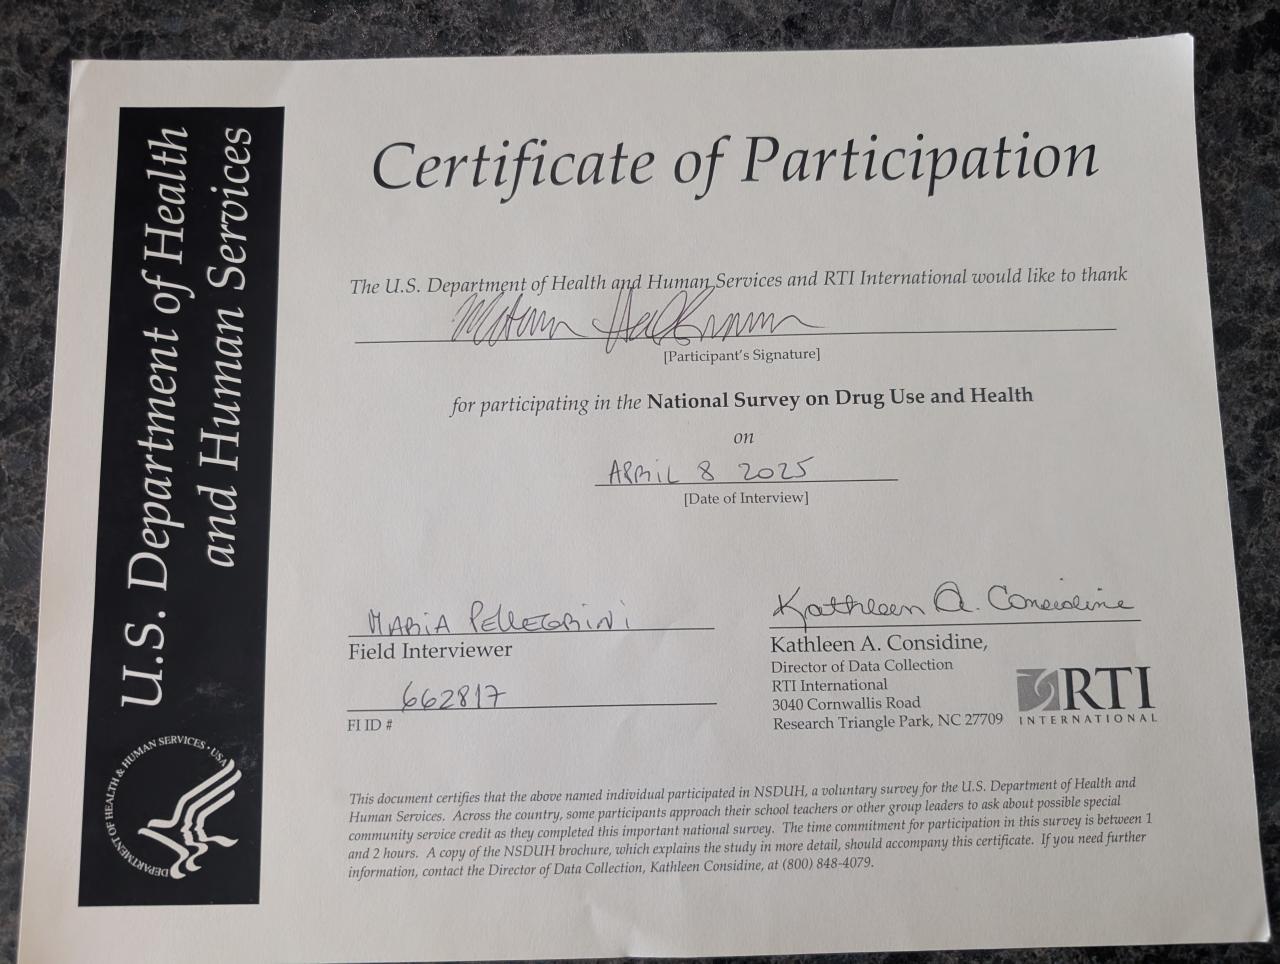 U.S. Department of Health
and Human Services
DEPARTMENT OF HEALTH & HUMAN SERVICES • USA
Certificate of Participation
The U.S. Department of Health and Human Services and RTI International would like to thank
[Participant's Signature]
for participating in the National Survey on Drug Use and Health
on
APRIL 8 2025
[Date of Interview]
MARIA PELLEGRINI
Field Interviewer
662817
FI ID #
Kathleen A. Considine
Kathleen A. Considine,
Director of Data Collection
RTI International
3040 Cornwallis Road
Research Triangle Park, NC 27709
RTI
INTERNATIONAL
This document certifies that the above named individual participated in NSDUH, a voluntary survey for the U.S. Department of Health and
Human Services. Across the country, some participants approach their school teachers or other group leaders to ask about possible special
community service credit as they completed this important national survey. The time commitment for participation in this survey is between 1
and 2 hours. A copy of the NSDUH brochure, which explains the study in more detail, should accompany this certificate. If you need further
information, contact the Director of Data Collection, Kathleen Considine, at (800) 848-4079.